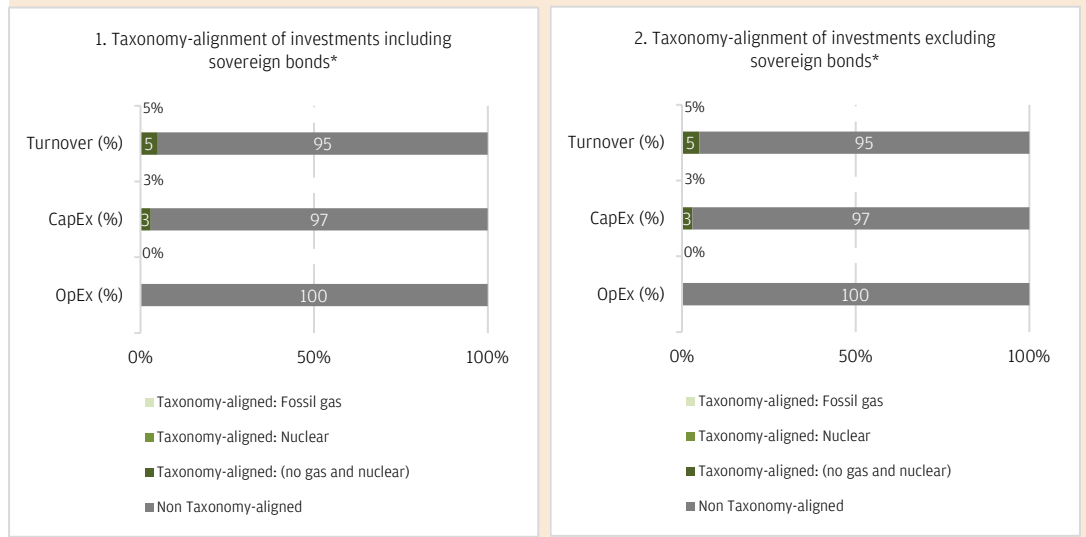 1. Taxonomy-alignment of investments including
sovereign bonds*
5%
Turnover (%)
5
95
3%
CapEx (%)
3
97
0%
OpEx (%)
100
0%
50%
100%
Taxonomy-aligned: Fossil gas
Taxonomy-aligned: Nuclear
Taxonomy-aligned: (no gas and nuclear)
Non Taxonomy-aligned
2. Taxonomy-alignment of investments excluding
sovereign bonds*
5%
Turnover (%)
5
95
3%
CapEx (%)
3
97
0%
OpEx (%)
100
0%
50%
100%
Taxonomy-aligned: Fossil gas
Taxonomy-aligned: Nuclear
Taxonomy-aligned: (no gas and nuclear)
Non Taxonomy-aligned